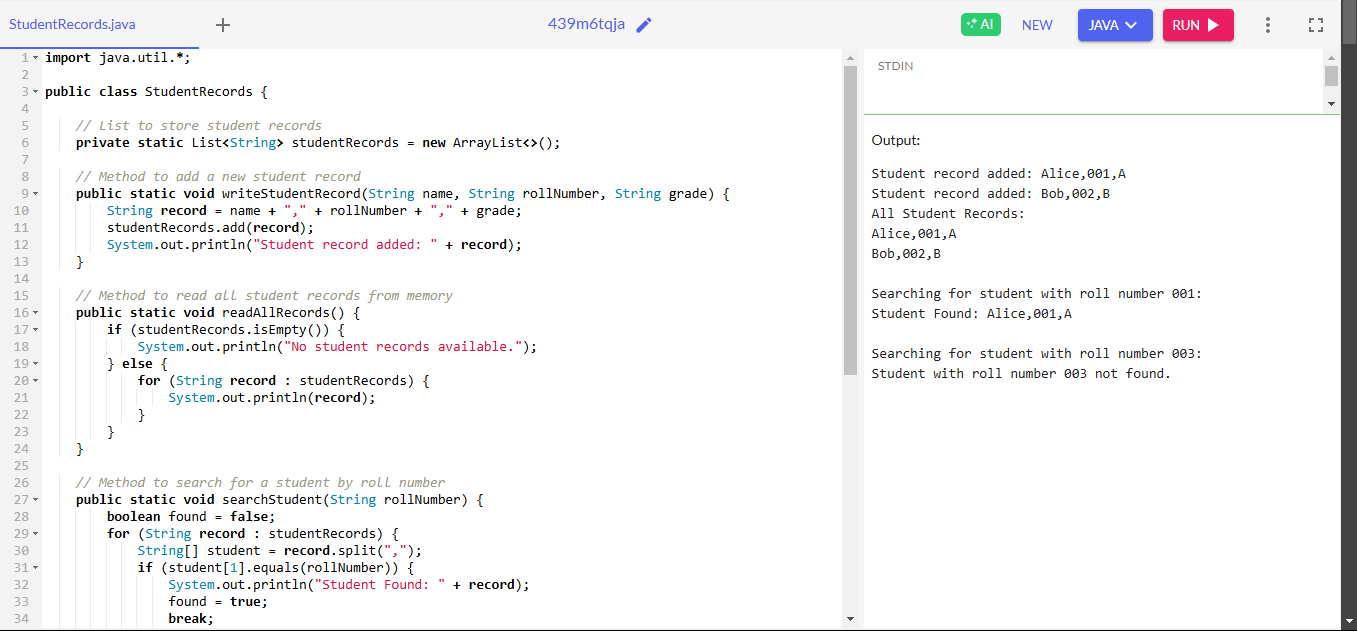 StudentRecords.java + 439m6tqja AI NEW JAVA RUN
1 import java.util.*;
2
3 public class StudentRecords {
4
5     // List to store student records
6     private static List<String> studentRecords = new ArrayList<>();
7
8     // Method to add a new student record
9     public static void writeStudentRecord(String name, String rollNumber, String grade) {
10         String record = name + "," + rollNumber + "," + grade;
11         studentRecords.add(record);
12         System.out.println("Student record added: " + record);
13     }
14
15     // Method to read all student records from memory
16     public static void readAllRecords() {
17         if (studentRecords.isEmpty()) {
18             System.out.println("No student records available.");
19         } else {
20             for (String record : studentRecords) {
21                 System.out.println(record);
22             }
23         }
24     }
25
26     // Method to search for a student by roll number
27     public static void searchStudent(String rollNumber) {
28         boolean found = false;
29         for (String record : studentRecords) {
30             String[] student = record.split(",");
31             if (student[1].equals(rollNumber)) {
32                 System.out.println("Student Found: " + record);
33                 found = true;
34                 break;
STDIN
Output:
Student record added: Alice,001,A
Student record added: Bob,002,B
All Student Records:
Alice,001,A
Bob,002,B
Searching for student with roll number 001:
Student Found: Alice,001,A
Searching for student with roll number 003:
Student with roll number 003 not found.